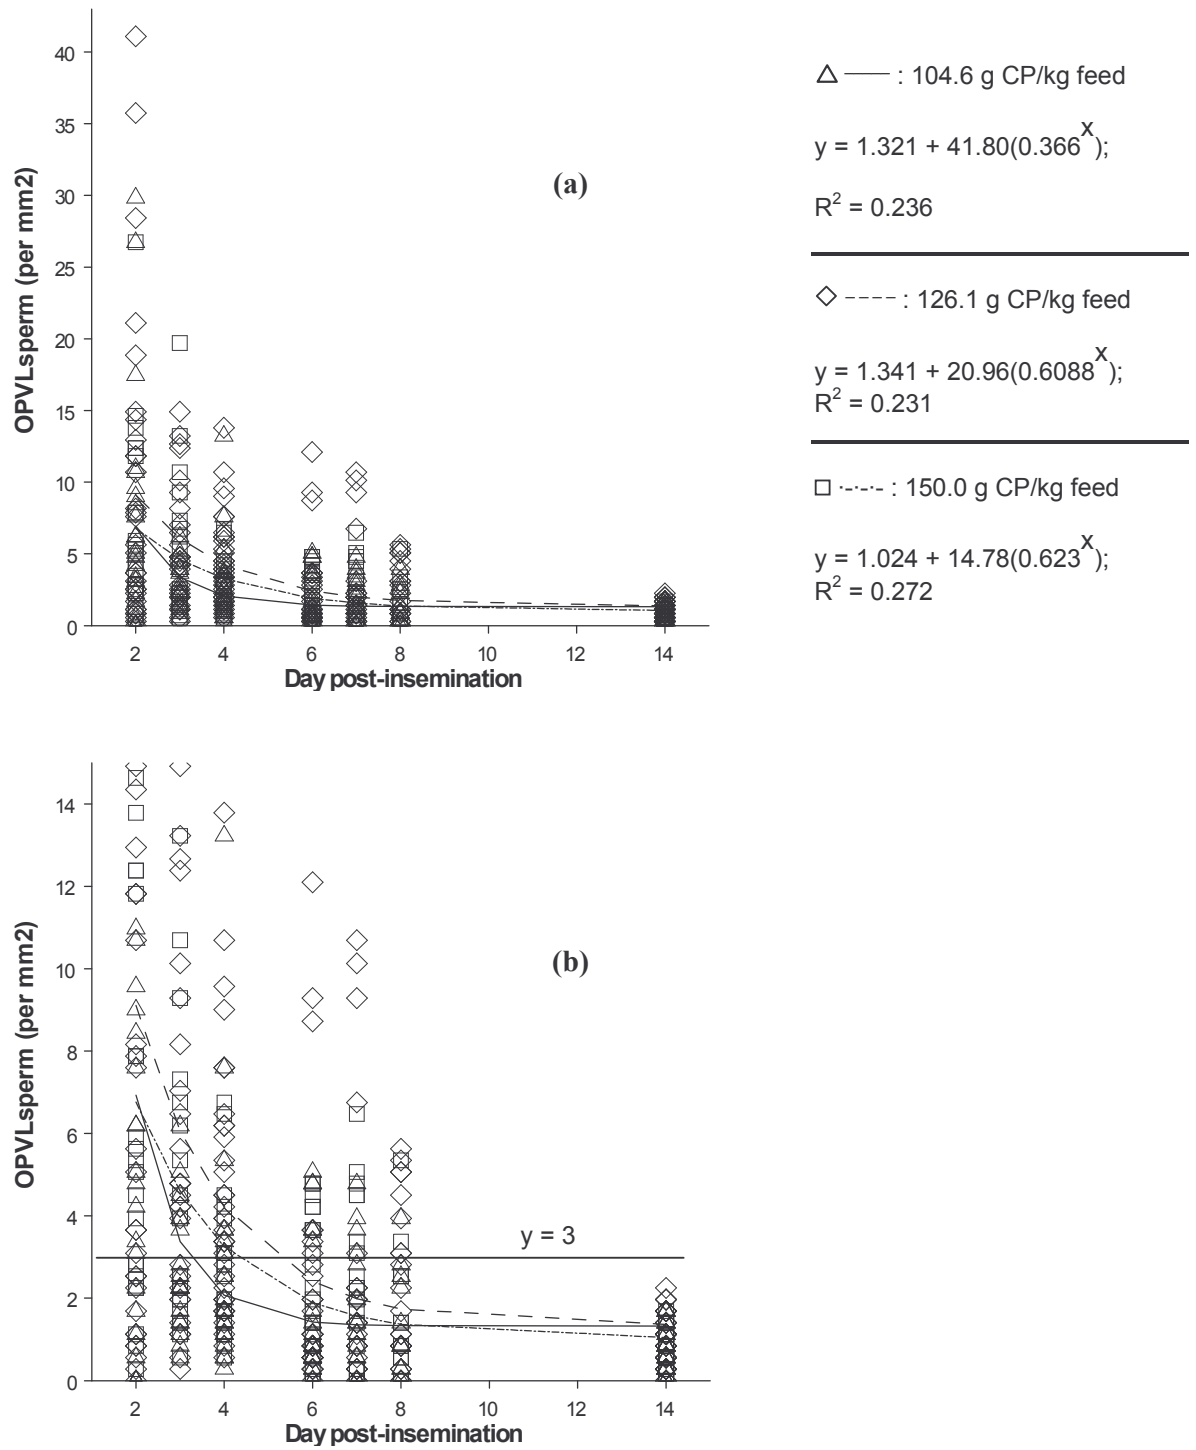 40
35
30
25
20
15
10
5
0
OPVLsperm (per mm2)
(a)
2 4 6 8 10 12 14
Day post-insemination
: 104.6 g CP/kg feed
y = 1.321 + 41.80(0.366^x);
R² = 0.236
: 126.1 g CP/kg feed
y = 1.341 + 20.96(0.6088^x);
R² = 0.231
: 150.0 g CP/kg feed
y = 1.024 + 14.78(0.623^x);
R² = 0.272
14
12
10
8
6
4
2
0
OPVLsperm (per mm2)
(b)
y = 3
2 4 6 8 10 12 14
Day post-insemination